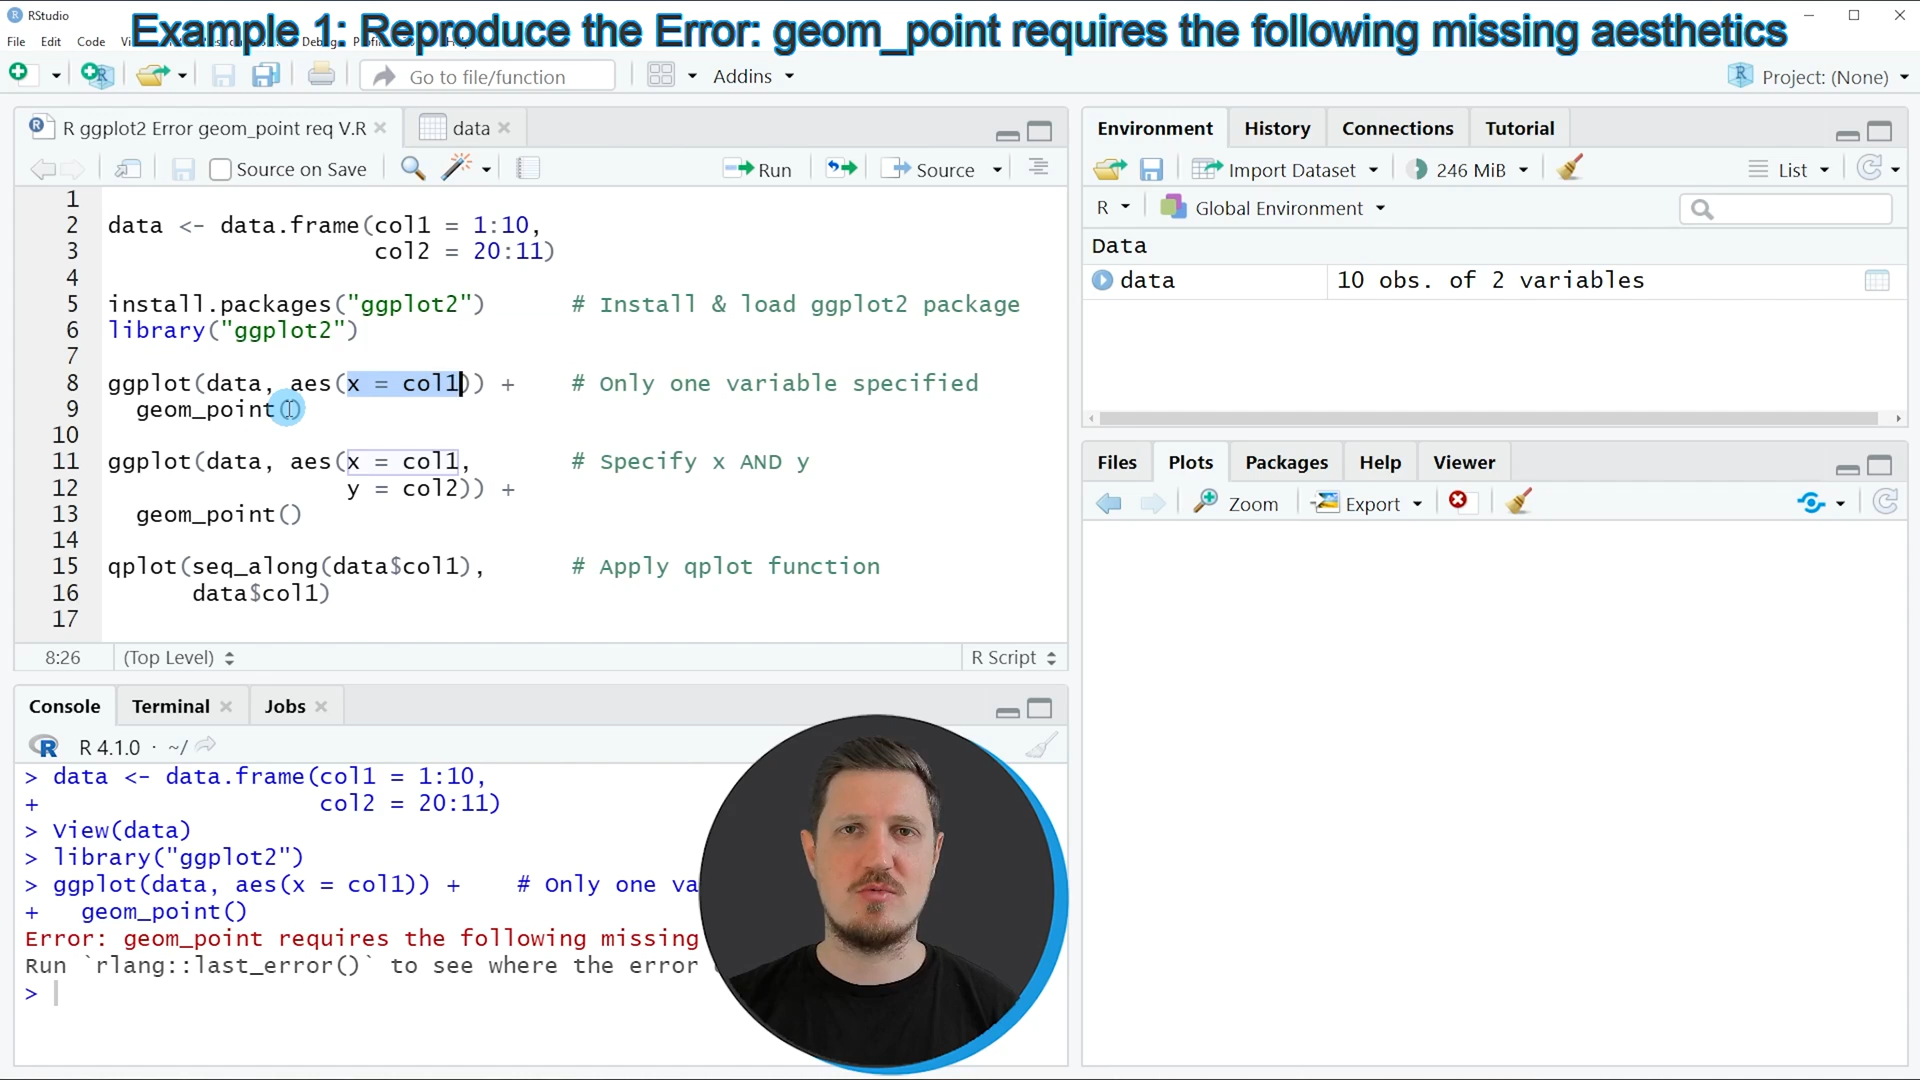 RStudio
Example 1: Reproduce the Error: geom_point requires the following missing aesthetics
File Edit Code
Go to file/function
Addins
Project: (None)
R ggplot2 Error geom_point req V.R
data
Source on Save
Run
Source
1
2 data <- data.frame(col1 = 1:10,
3 col2 = 20:11)
4
5 install.packages("ggplot2") # Install & load ggplot2 package
6 library("ggplot2")
7
8 ggplot(data, aes(x = col1)) + # Only one variable specified
9 geom_point()
10
11 ggplot(data, aes(x = col1, # Specify x AND y
12 y = col2)) +
13 geom_point()
14
15 qplot(seq_along(data$col1), # Apply qplot function
16 data$col1)
17
8:26 (Top Level) R Script
Console Terminal Jobs
R 4.1.0 · ~/
> data <- data.frame(col1 = 1:10,
+ col2 = 20:11)
> View(data)
> library("ggplot2")
> ggplot(data, aes(x = col1)) + # Only one va
+ geom_point()
Error: geom_point requires the following missing
Run `rlang::last_error()` to see where the error
>
Environment History Connections Tutorial
Import Dataset 246 MiB List
R Global Environment
Data
data 10 obs. of 2 variables
Files Plots Packages Help Viewer
Zoom Export